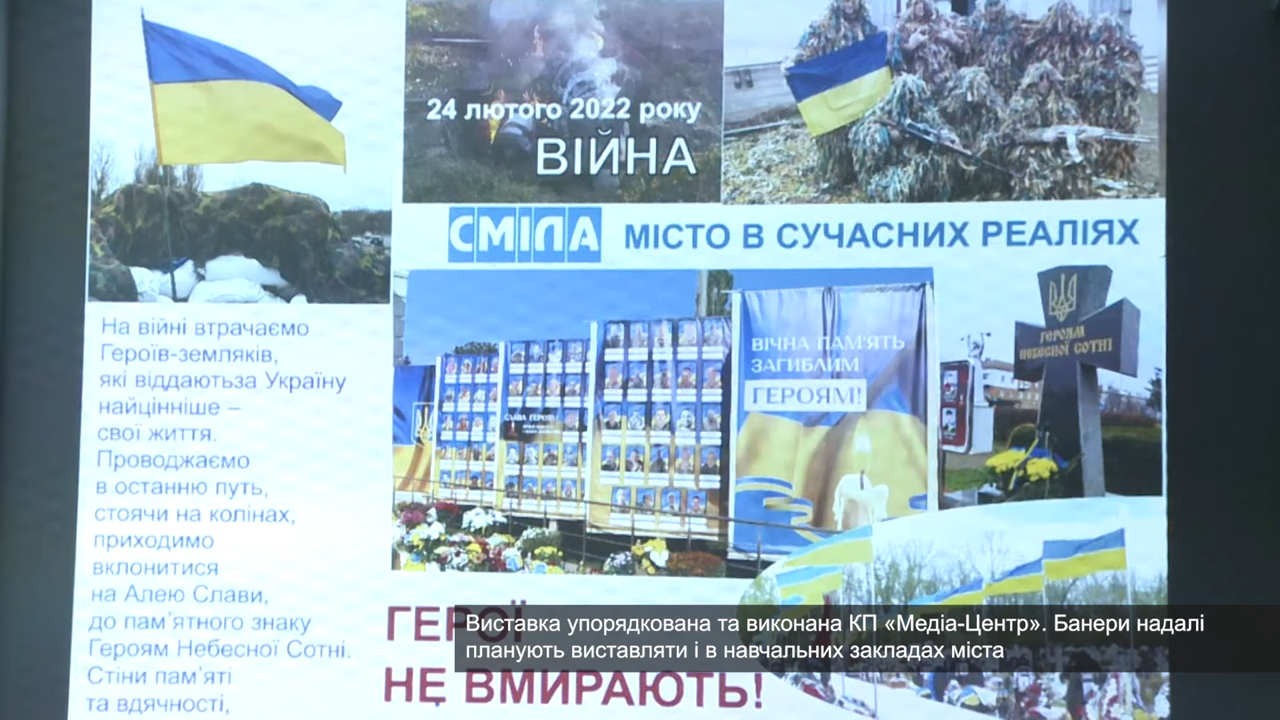 24 лютого 2022 року
ВІЙНА
СМІЛА МІСТО В СУЧАСНИХ РЕАЛІЯХ
На війні втрачаємо
Героїв-земляків,
які віддаютьза Україну
найцінніше –
свої життя.
Проводжаємо
в останню путь,
стоячи на колінах,
приходимо
вклонитися
на Алею Слави,
до пам'ятного знаку
Героям Небесної Сотні.
Стіни пам'яті
та вдячності,
СЛАВА ГЕРОЯМ
ВІЧНА ПАМ'ЯТЬ
ЗАГИБЛИМ
ГЕРОЯМ!
ГЕРОЯМ
НЕБЕСНОЇ СОТНІ
ГЕРОЇ
НЕ ВМИРАЮТЬ!
Виставка упорядкована та виконана КП «Медіа-Центр». Банери надалі
планують виставляти і в навчальних закладах міста